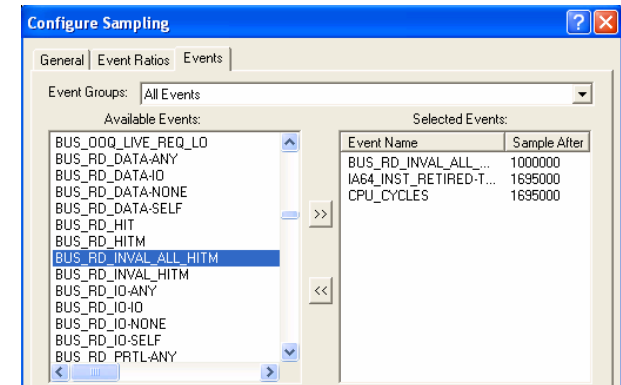 Configure Sampling
General Event Ratios Events
Event Groups: All Events
Available Events: Selected Events:
BUS_OOQ_LIVE_REQ_LO
BUS_RD_DATA-ANY
BUS_RD_DATA-IO
BUS_RD_DATA-NONE
BUS_RD_DATA-SELF
BUS_RD_HIT
BUS_RD_HITM
BUS_RD_INVAL_ALL_HITM
BUS_RD_INVAL_HITM
BUS_RD_IO-ANY
BUS_RD_IO-IO
BUS_RD_IO-NONE
BUS_RD_IO-SELF
BUS_RD_PRTL-ANY
>>
<<
Event Name Sample After
BUS_RD_INVAL_ALL_... 1000000
IA64_INST_RETIRED-T... 1695000
CPU_CYCLES 1695000